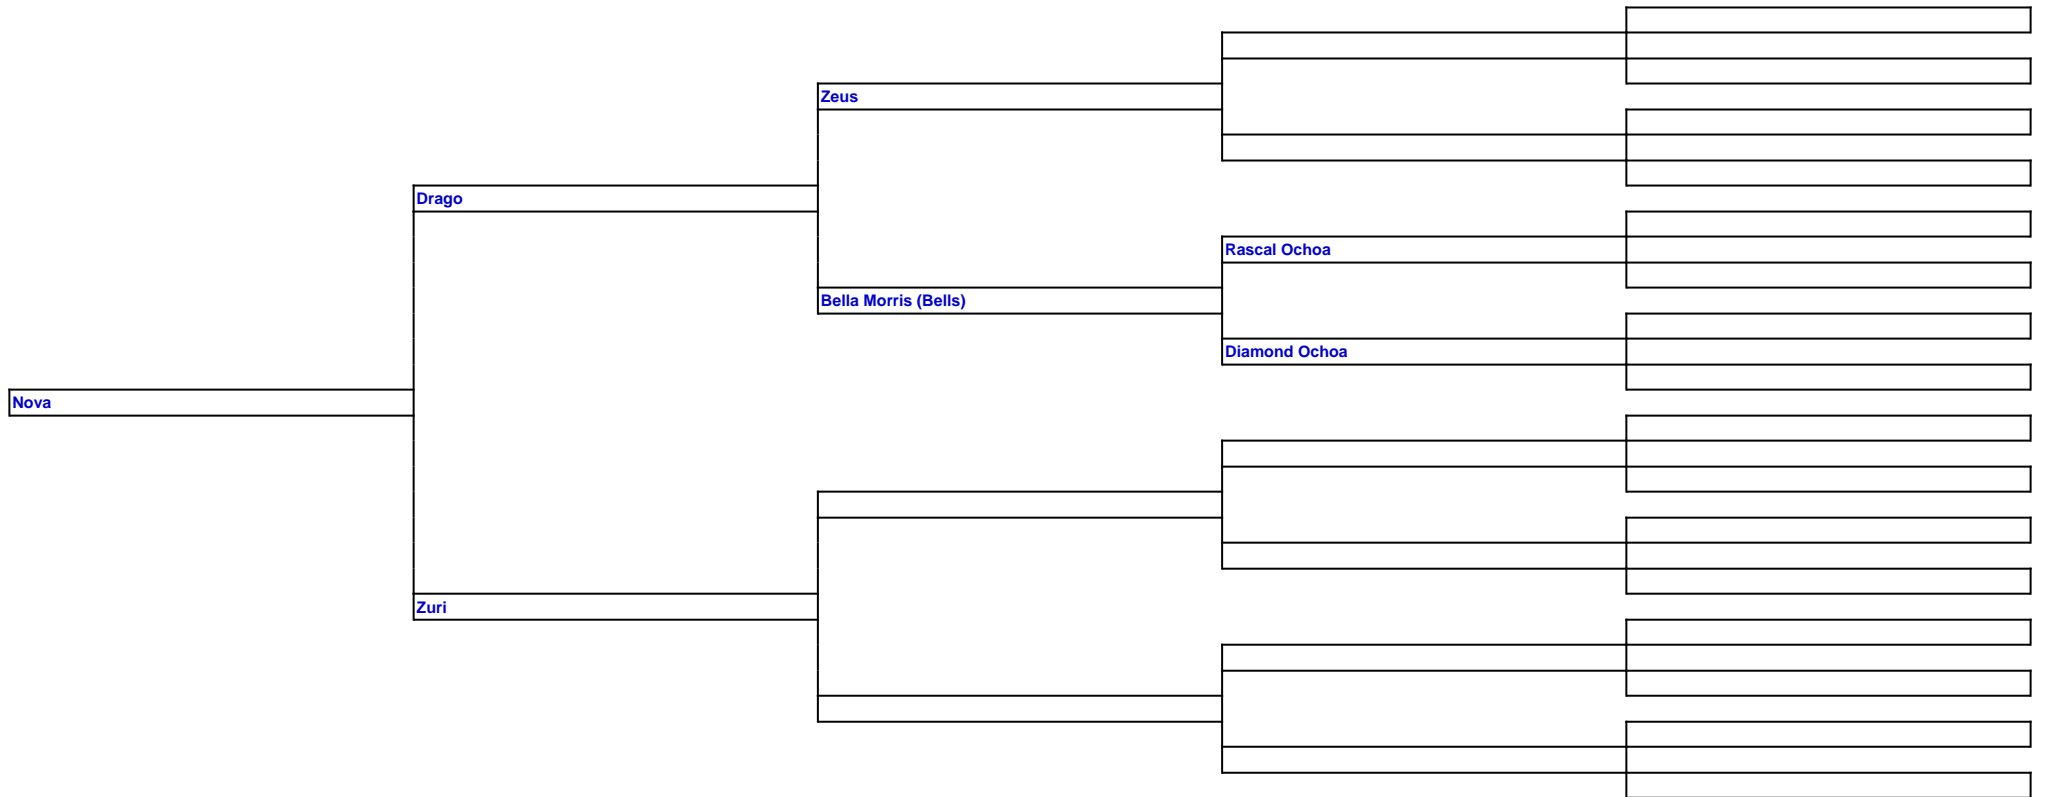 Zeus
Drago
Rascal Ochoa
Bella Morris (Bells)
Diamond Ochoa
Nova
Zuri